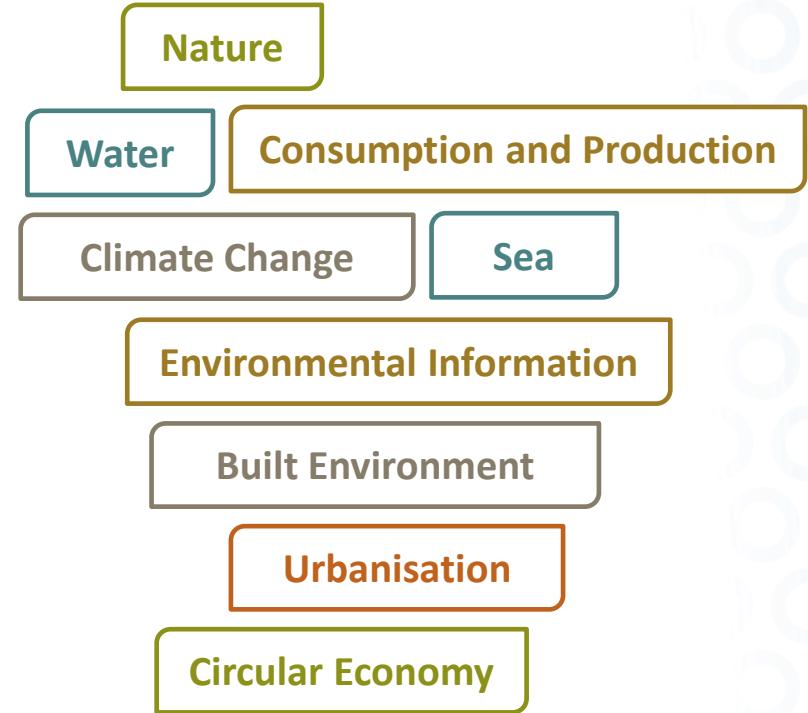 Nature
Water
Consumption and Production
Climate Change
Sea
Environmental Information
Built Environment
Urbanisation
Circular Economy